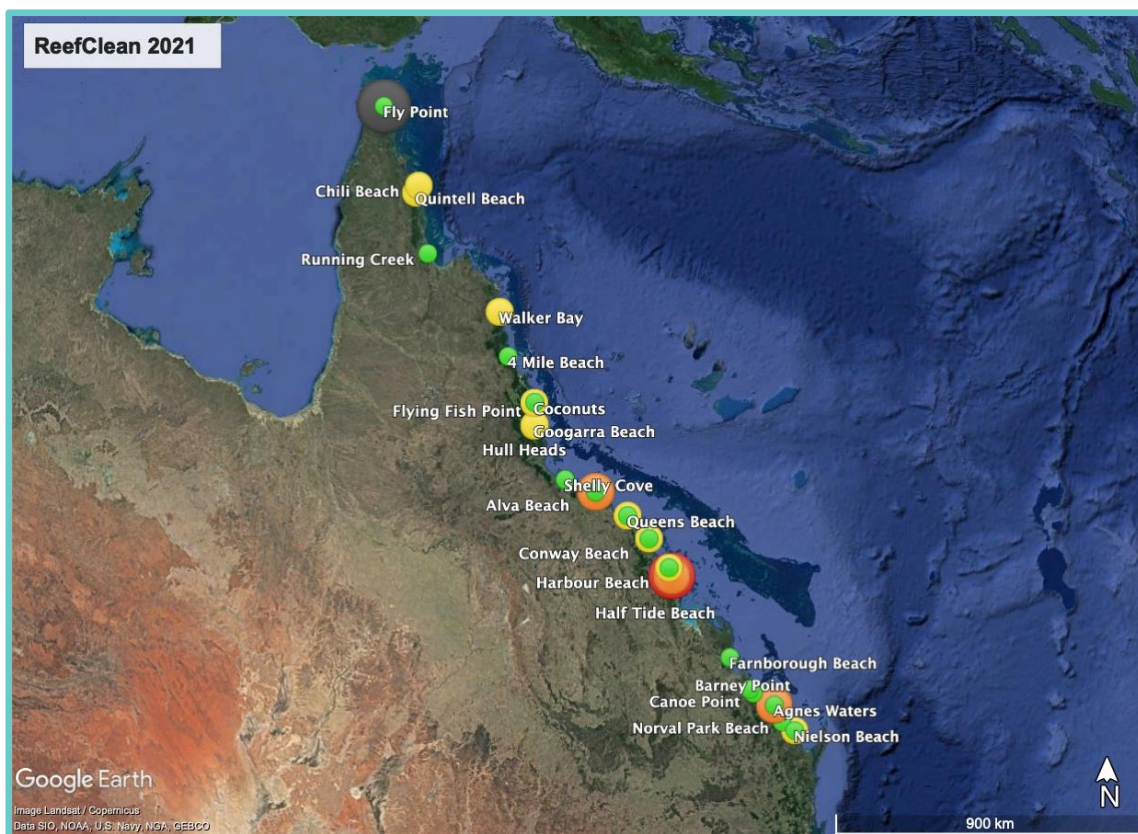 ReefClean 2021
Fly Point
Chili Beach
Quintell Beach
Running Creek
Walker Bay
4 Mile Beach
Flying Fish Point
Coconuts
Googarra Beach
Hull Heads
Shelly Cove
Alva Beach
Queens Beach
Conway Beach
Harbour Beach
Half Tide Beach
Farnborough Beach
Barney Point
Canoe Point
Agnes Waters
Norval Park Beach
Nielson Beach
Google Earth
Image Landsat / Copernicus
Data SIO, NOAA, U.S. Navy, NGA, GEBCO
N
900 km